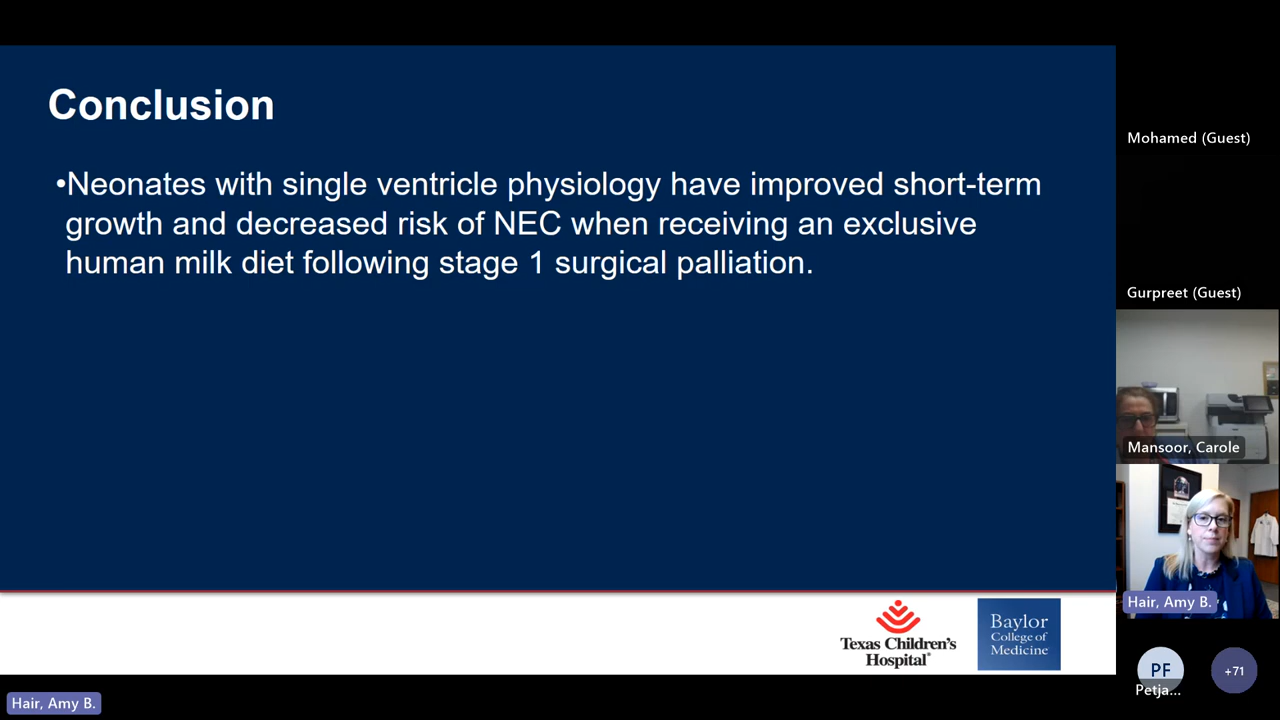 Conclusion
•Neonates with single ventricle physiology have improved short-term
growth and decreased risk of NEC when receiving an exclusive
human milk diet following stage 1 surgical palliation.
Texas Children's
Hospital®
Baylor
College of
Medicine
Mohamed (Guest)
Gurpreet (Guest)
Mansoor, Carole
Hair, Amy B.
PF
Petja...
+71
Hair, Amy B.